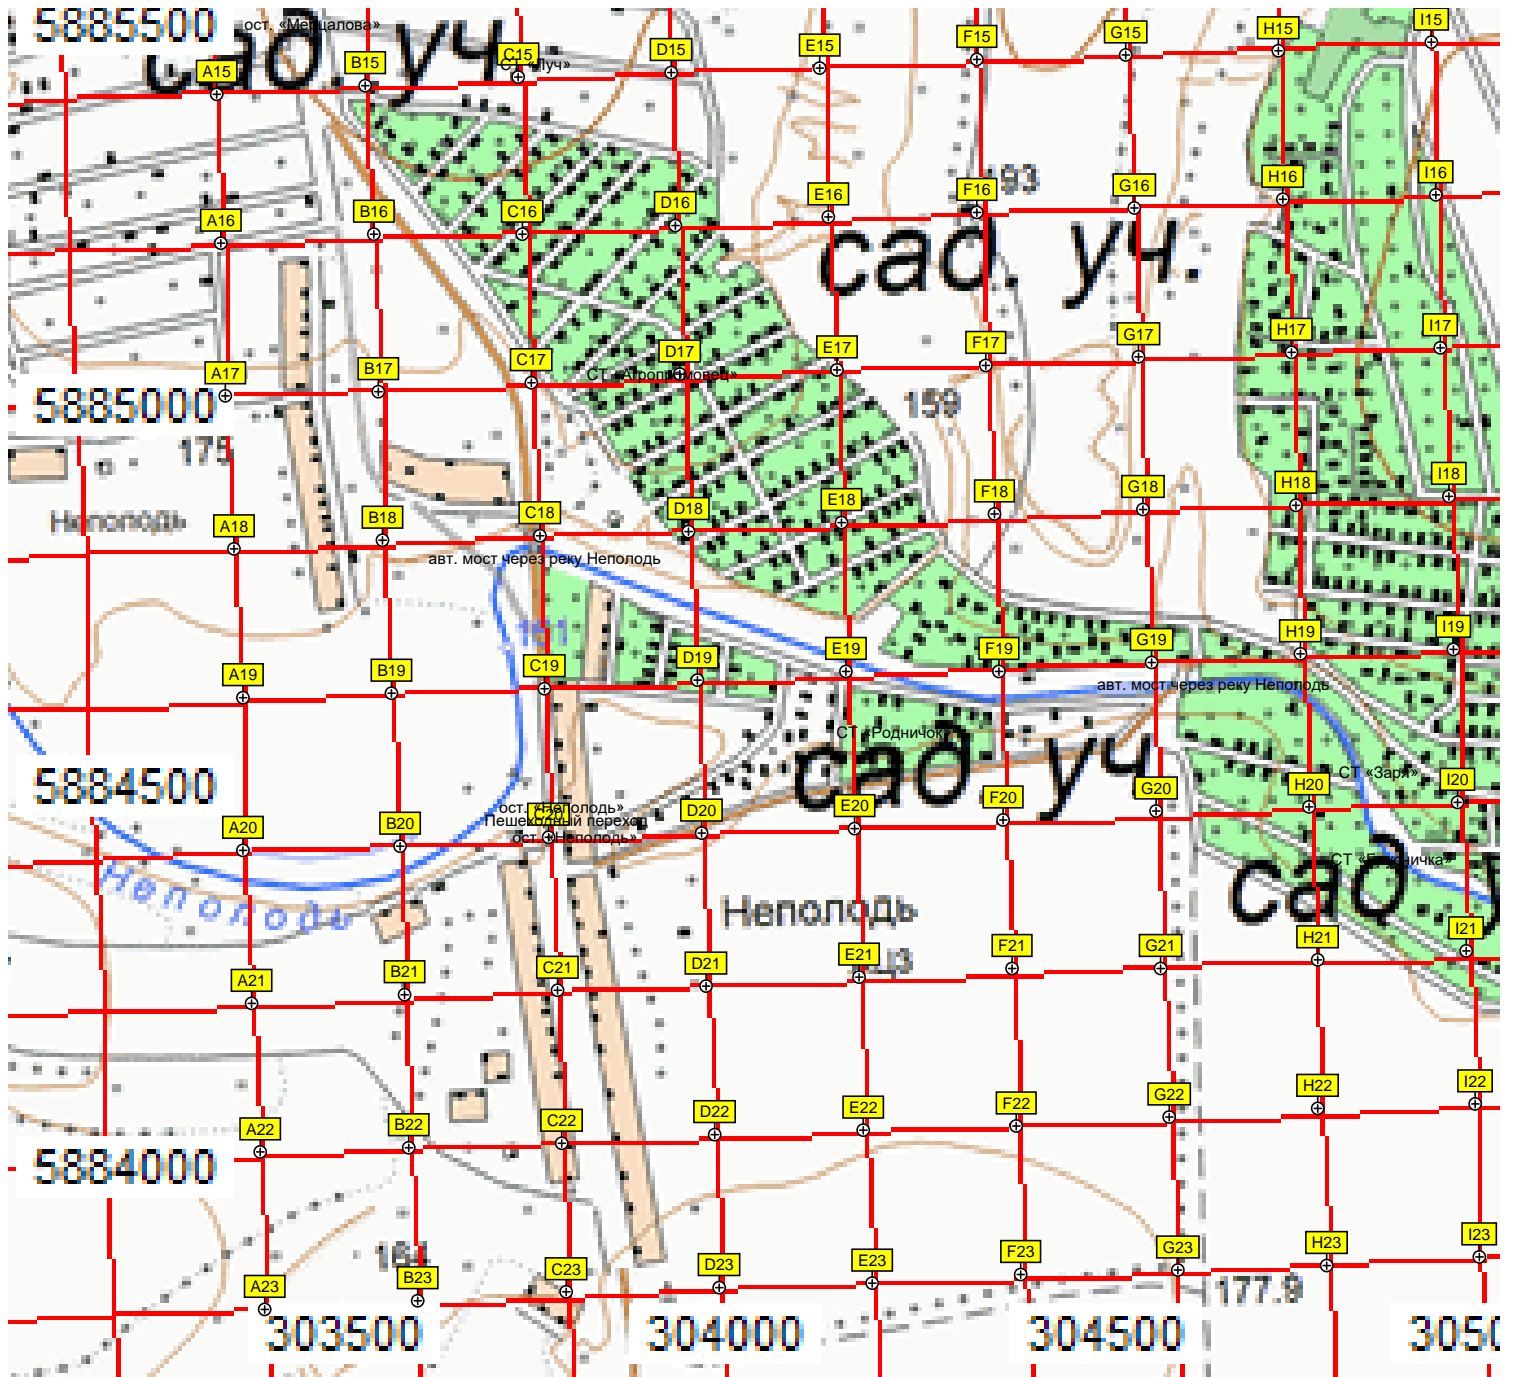 ост. «Мерцалова»
5885500
сад. уч.
A15 B15 C15 D15 E15 F15 G15 H15 I15
СТ «Луч»
93
A16 B16 C16 D16 E16 F16 G16 H16 I16
сад. уч.
A17 B17 C17 D17 E17 F17 G17 H17 I17
СТ «Агропромовец»
5885000
159
175
A18 B18 C18 D18 E18 F18 G18 H18 I18
Неполодь
авт. мост через реку Неполодь
A19 B19 C19 D19 E19 F19 G19 H19 I19
авт. мост через реку Неполодь
СТ «Родничок»
сад. уч.
5884500
СТ «Заря»
ост. «Неполодь»
Пешеходный переход
ост. «Неполодь»
A20 B20 C20 D20 E20 F20 G20 H20 I20
Неполодь
сад
Неполодь
A21 B21 C21 D21 E21 F21 G21 H21 I21
A22 B22 C22 D22 E22 F22 G22 H22 I22
5884000
164
A23 B23 C23 D23 E23 F23 G23 H23 I23
177.9
303500 304000 304500 3050